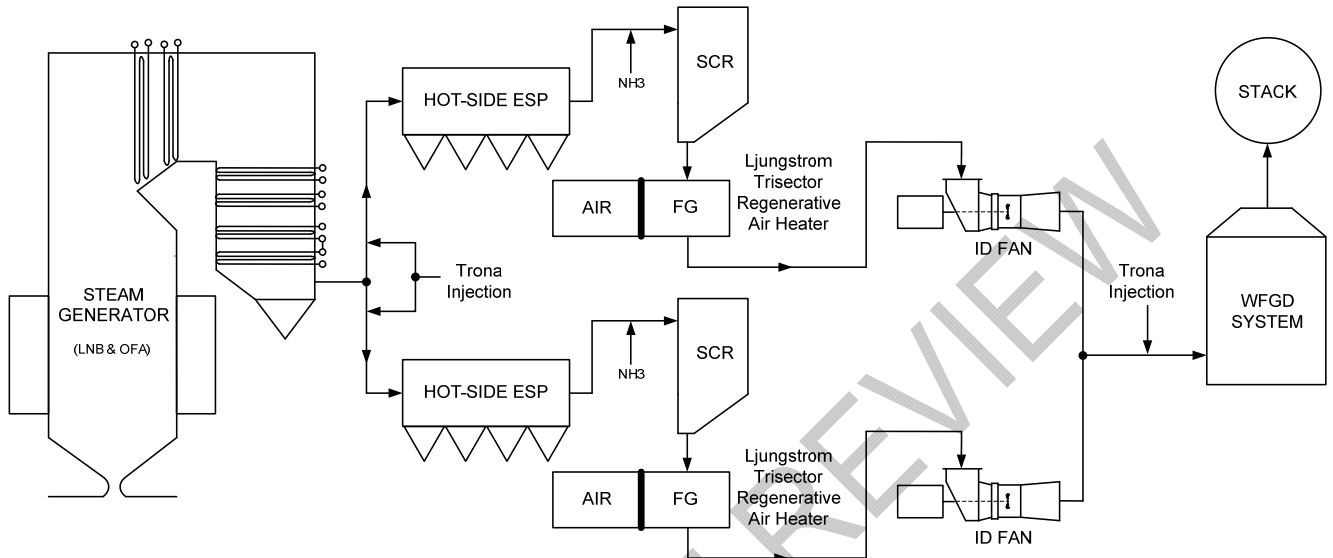 STEAM
GENERATOR
(LNB & OFA)
HOT-SIDE ESP
NH3
SCR
AIR
FG
Ljungstrom
Trisector
Regenerative
Air Heater
ID FAN
Trona
Injection
HOT-SIDE ESP
NH3
SCR
AIR
FG
Ljungstrom
Trisector
Regenerative
Air Heater
ID FAN
Trona
Injection
WFGD
SYSTEM
STACK
REVIEW